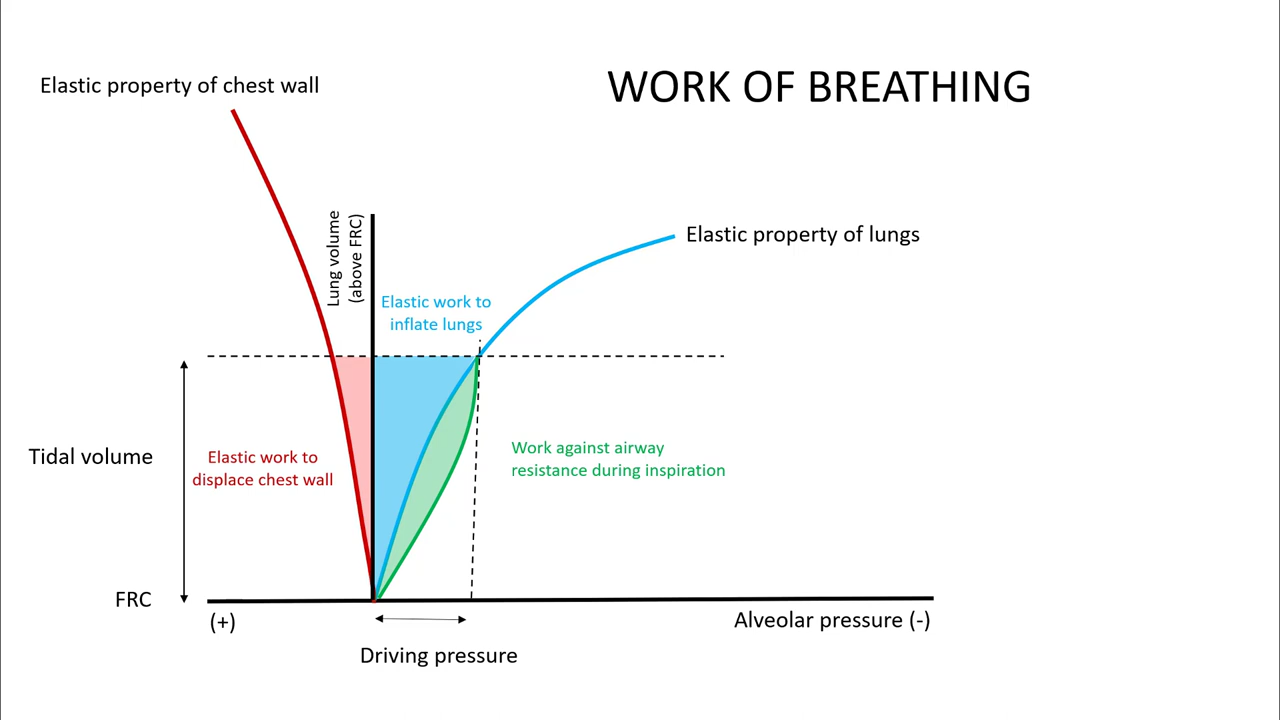 WORK OF BREATHING
Elastic property of chest wall
Lung volume
(above FRC)
Elastic property of lungs
Elastic work to
inflate lungs
Tidal volume
Elastic work to
displace chest wall
Work against airway
resistance during inspiration
FRC
(+)
Alveolar pressure (-)
Driving pressure